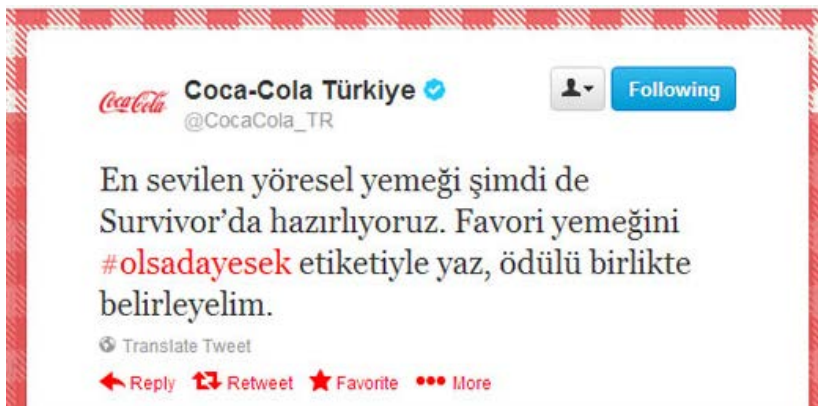 Coca-Cola
Coca-Cola Türkiye
Following
@CocaCola_TR
En sevilen yöresel yemeği şimdi de
Survivor’da hazırlıyoruz. Favori yemeğini
#olsadayesek etiketiyle yaz, ödülü birlikte
belirleyelim.
Translate Tweet
Reply Retweet Favorite More